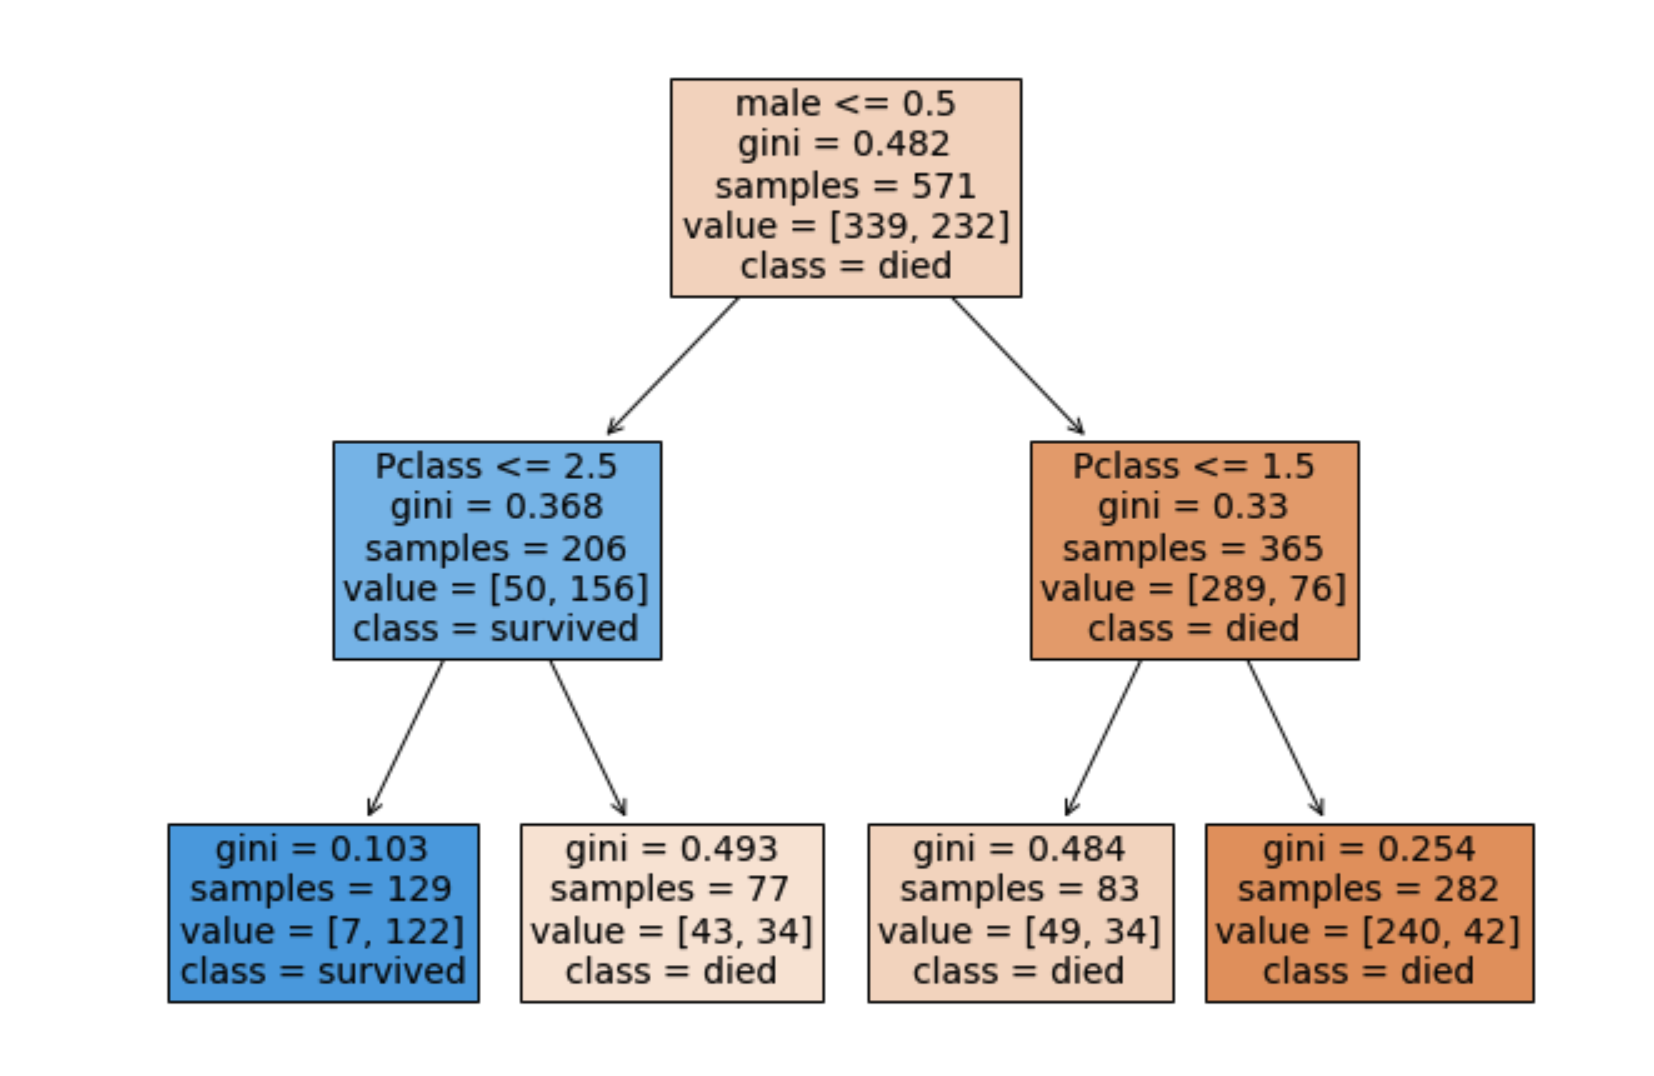 male <= 0.5
gini = 0.482
samples = 571
value = [339, 232]
class = died
Pclass <= 2.5
gini = 0.368
samples = 206
value = [50, 156]
class = survived
Pclass <= 1.5
gini = 0.33
samples = 365
value = [289, 76]
class = died
gini = 0.103
samples = 129
value = [7, 122]
class = survived
gini = 0.493
samples = 77
value = [43, 34]
class = died
gini = 0.484
samples = 83
value = [49, 34]
class = died
gini = 0.254
samples = 282
value = [240, 42]
class = died